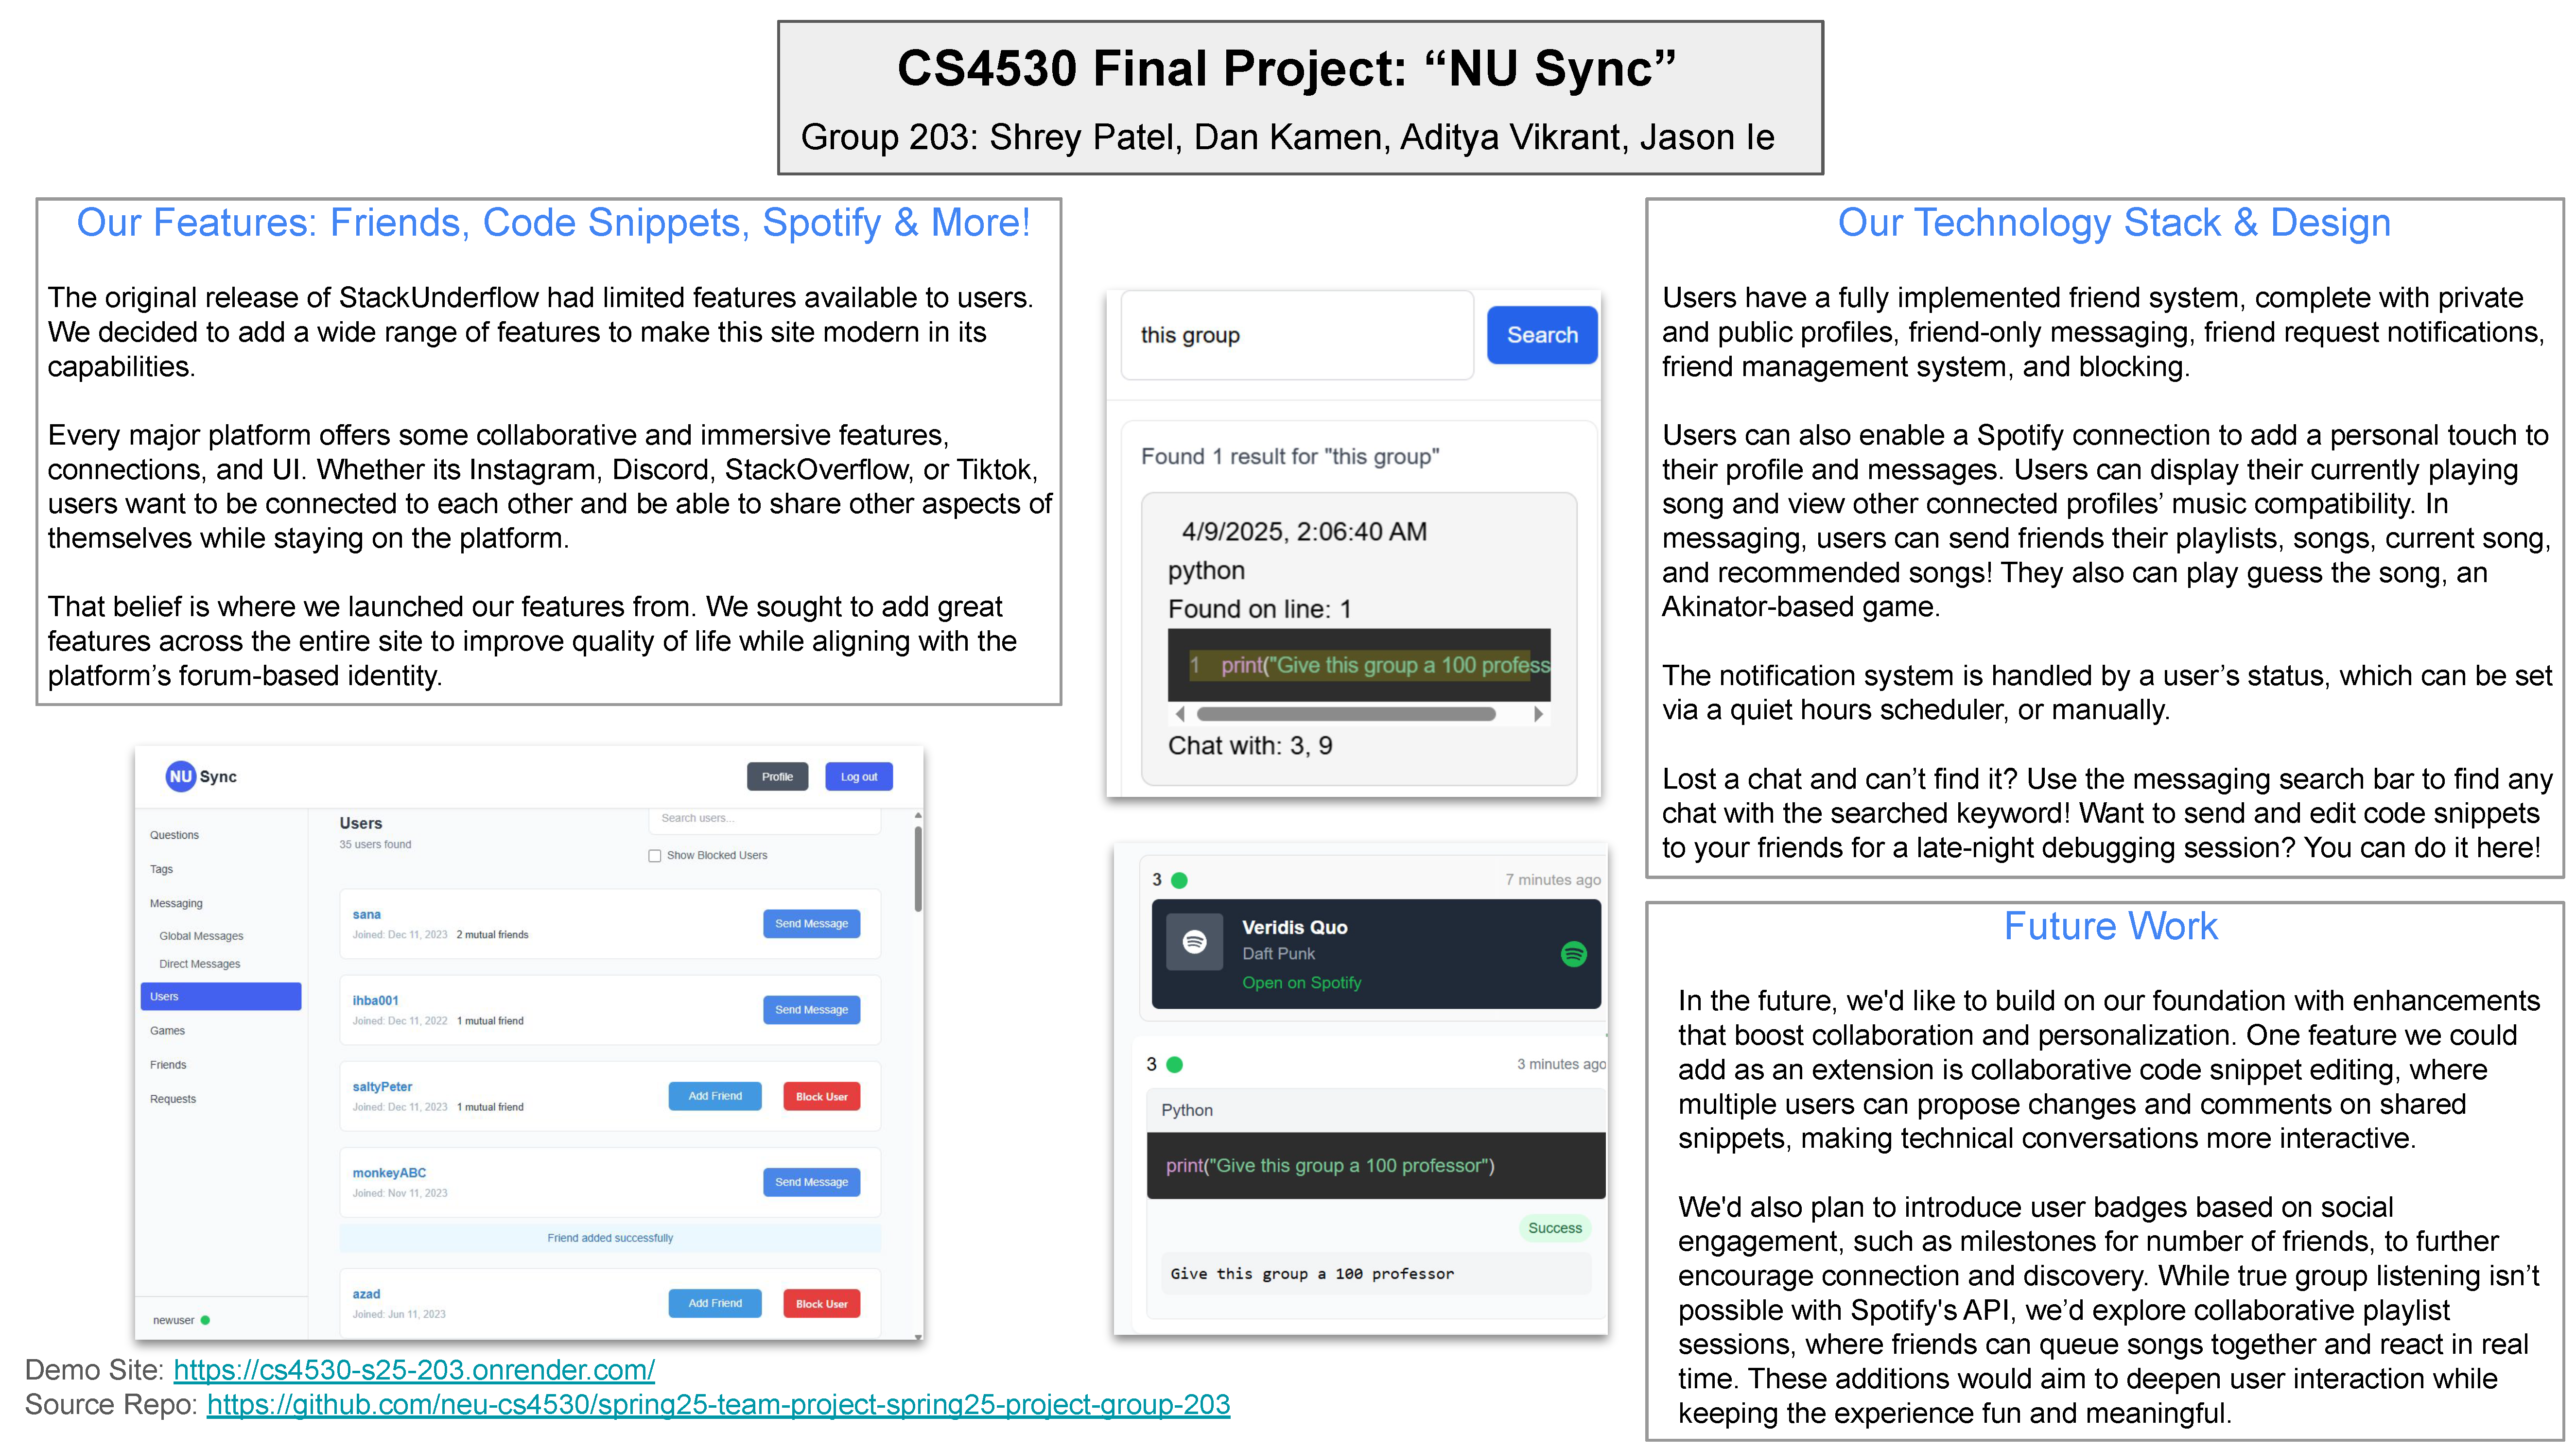 CS4530 Final Project: “NU Sync”
Group 203: Shrey Patel, Dan Kamen, Aditya Vikrant, Jason Ie
Our Features: Friends, Code Snippets, Spotify & More!
The original release of StackUnderflow had limited features available to users.
We decided to add a wide range of features to make this site modern in its
capabilities.
Every major platform offers some collaborative and immersive features,
connections, and UI. Whether its Instagram, Discord, StackOverflow, or Tiktok,
users want to be connected to each other and be able to share other aspects of
themselves while staying on the platform.
That belief is where we launched our features from. We sought to add great
features across the entire site to improve quality of life while aligning with the
platform’s forum-based identity.
NU Sync
Profile
Log out
Questions
Tags
Messaging
Global Messages
Direct Messages
Users
Games
Friends
Requests
newuser
Users
35 users found
Search users...
Show Blocked Users
sana
Joined: Dec 11, 2023 2 mutual friends
Send Message
ihba001
Joined: Dec 11, 2022 1 mutual friend
Send Message
saltyPeter
Joined: Dec 11, 2023 1 mutual friend
Add Friend
Block User
monkeyABC
Joined: Nov 11, 2023
Send Message
Friend added successfully
azad
Joined: Jun 11, 2023
Add Friend
Block User
Demo Site: https://cs4530-s25-203.onrender.com/
Source Repo: https://github.com/neu-cs4530/spring25-team-project-spring25-project-group-203
this group
Search
Found 1 result for "this group"
4/9/2025, 2:06:40 AM
python
Found on line: 1
1 print("Give this group a 100 profess
Chat with: 3, 9
3
7 minutes ago
Veridis Quo
Daft Punk
Open on Spotify
3
3 minutes ago
Python
print("Give this group a 100 professor")
Success
Give this group a 100 professor
Our Technology Stack & Design
Users have a fully implemented friend system, complete with private
and public profiles, friend-only messaging, friend request notifications,
friend management system, and blocking.
Users can also enable a Spotify connection to add a personal touch to
their profile and messages. Users can display their currently playing
song and view other connected profiles’ music compatibility. In
messaging, users can send friends their playlists, songs, current song,
and recommended songs! They also can play guess the song, an
Akinator-based game.
The notification system is handled by a user’s status, which can be set
via a quiet hours scheduler, or manually.
Lost a chat and can’t find it? Use the messaging search bar to find any
chat with the searched keyword! Want to send and edit code snippets
to your friends for a late-night debugging session? You can do it here!
Future Work
In the future, we'd like to build on our foundation with enhancements
that boost collaboration and personalization. One feature we could
add as an extension is collaborative code snippet editing, where
multiple users can propose changes and comments on shared
snippets, making technical conversations more interactive.
We'd also plan to introduce user badges based on social
engagement, such as milestones for number of friends, to further
encourage connection and discovery. While true group listening isn’t
possible with Spotify's API, we’d explore collaborative playlist
sessions, where friends can queue songs together and react in real
time. These additions would aim to deepen user interaction while
keeping the experience fun and meaningful.